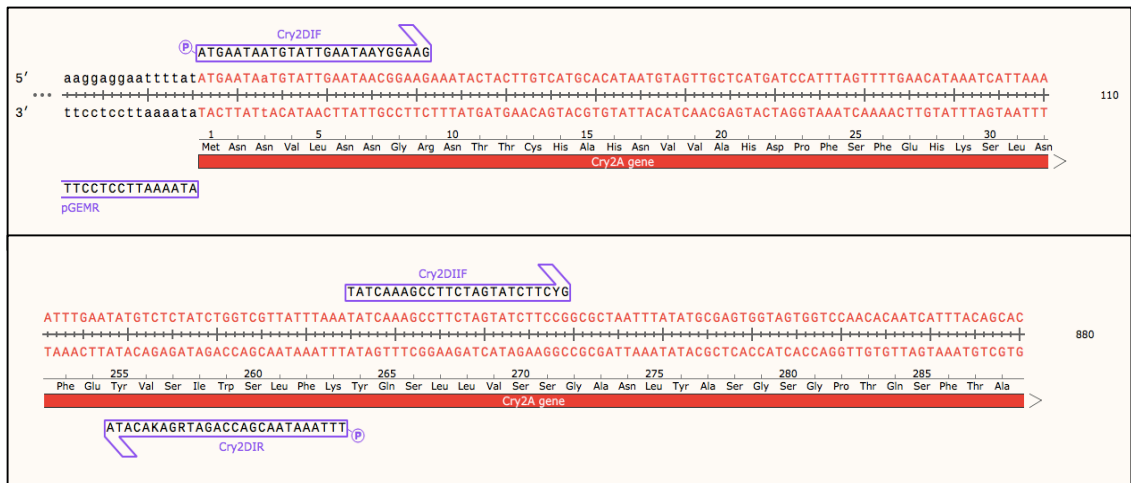 Cry2DIF
P ATGAATAATGTATTGAATAAYGGAAG
5′ aaggaggaattttatATGAATAaTGTATTGAATAACGGAAGAAATACTACTTGTCATGCACATAATGTAGTTGCTCATGATCCATTTAGTTTTGAACATAAATCATTAAA
... 110
3′ ttcctccttaaaataTACTTATtACATAACTTATTGCCTTCTTTATGATGAACAGTACGTGTATTACATCAACGAGTACTAGGTAAATCAAAACTTGTATTTAGTAATTT
1 5 10 15 20 25 30
Met Asn Asn Val Leu Asn Asn Gly Arg Asn Thr Thr Cys His Ala His Asn Val Val Ala His Asp Pro Phe Ser Phe Glu His Lys Ser Leu Asn
Cry2A gene
TTCCTCCTTAAAATA
pGEMR
Cry2DIIF
TATCAAAGCCTTCTAGTATCTTCYG
ATTTGAATATGTCTCTATCTGGTCGTTATTTAAATATCAAAGCCTTCTAGTATCTTCCGGCGCTAATTTATATGCGAGTGGTAGTGGTCCAACACAATCATTTACAGCAC
880
TAAACTTATACAGAGATAGACCAGCAATAAATTTATAGTTTCGGAAGATCATAGAAGGCCGCGATTAAATATACGCTCACCATCACCAGGTTGTGTTAGTAAATGTCGTG
255 260 265 270 275 280 285
Phe Glu Tyr Val Ser Ile Trp Ser Leu Phe Lys Tyr Gln Ser Leu Leu Val Ser Ser Gly Ala Asn Leu Tyr Ala Ser Gly Ser Gly Pro Thr Gln Ser Phe Thr Ala
Cry2A gene
ATACAKAGRTAGACCAGCAATAAATTT P
Cry2DIR